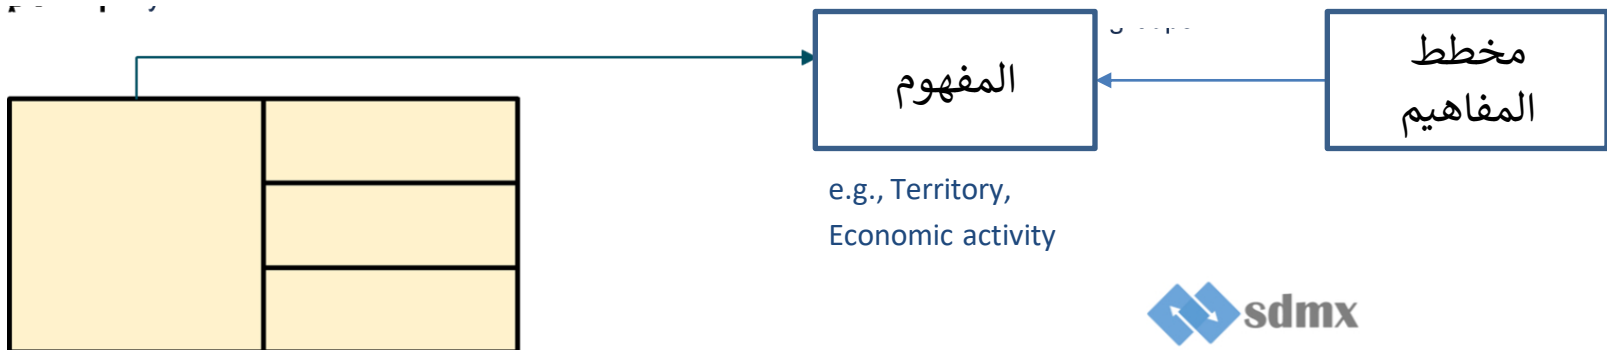 المفهوم
مخطط
المفاهيم
e.g., Territory,
Economic activity
sdmx